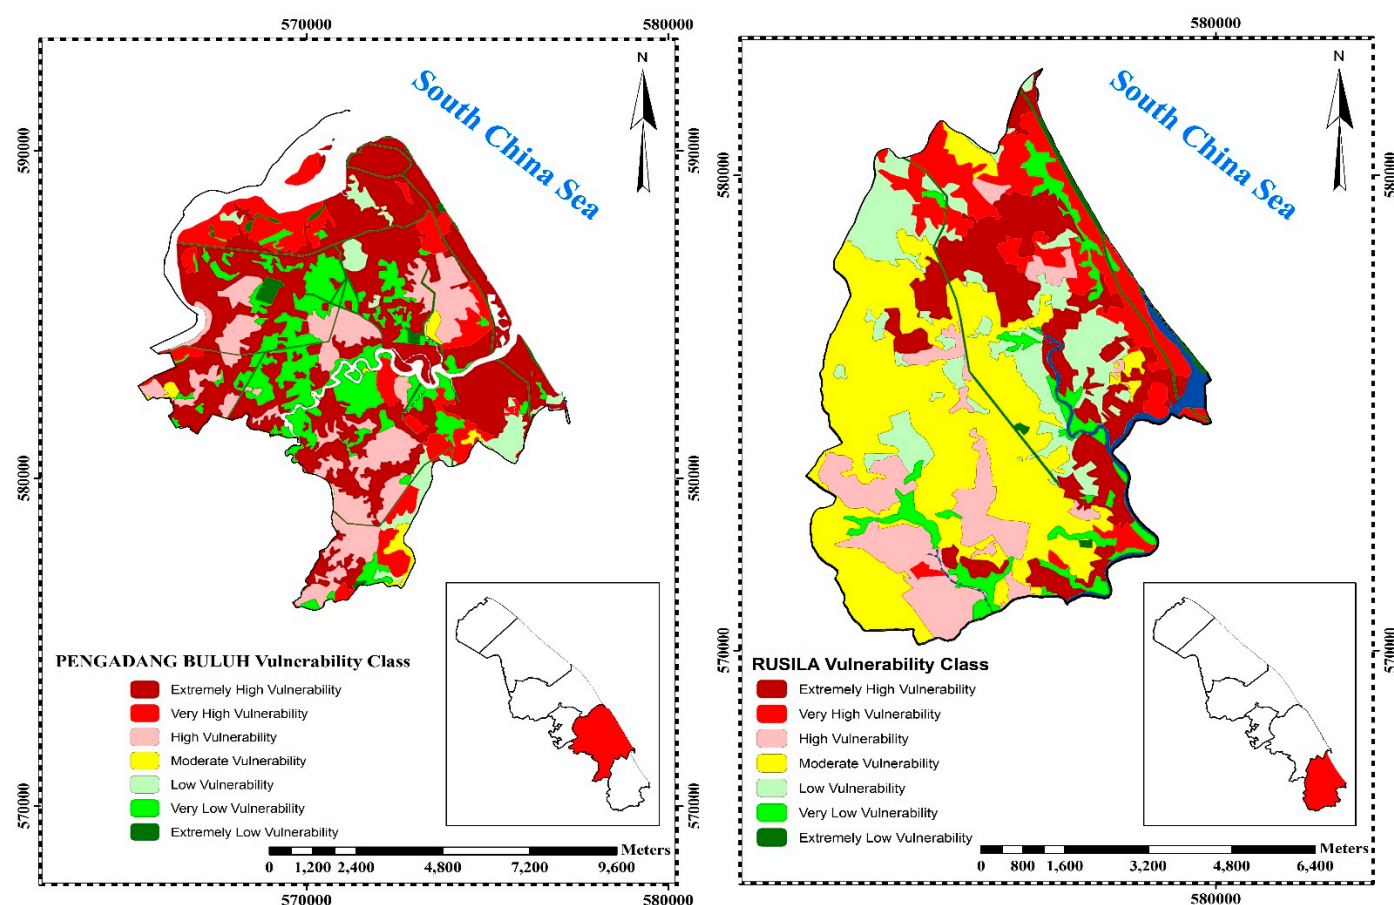 570000
580000
580000
N
South China Sea
590000
590000
580000
580000
570000
570000
PENGADANG BULUH Vulnerability Class
Extremely High Vulnerability
Very High Vulnerability
High Vulnerability
Moderate Vulnerability
Low Vulnerability
Very Low Vulnerability
Extremely Low Vulnerability
Meters
0 1,200 2,400 4,800 7,200 9,600
570000
580000
N
South China Sea
580000
580000
570000
570000
RUSILA Vulnerability Class
Extremely High Vulnerability
Very High Vulnerability
High Vulnerability
Moderate Vulnerability
Low Vulnerability
Very Low Vulnerability
Extremely Low Vulnerability
Meters
0 800 1,600 3,200 4,800 6,400
580000